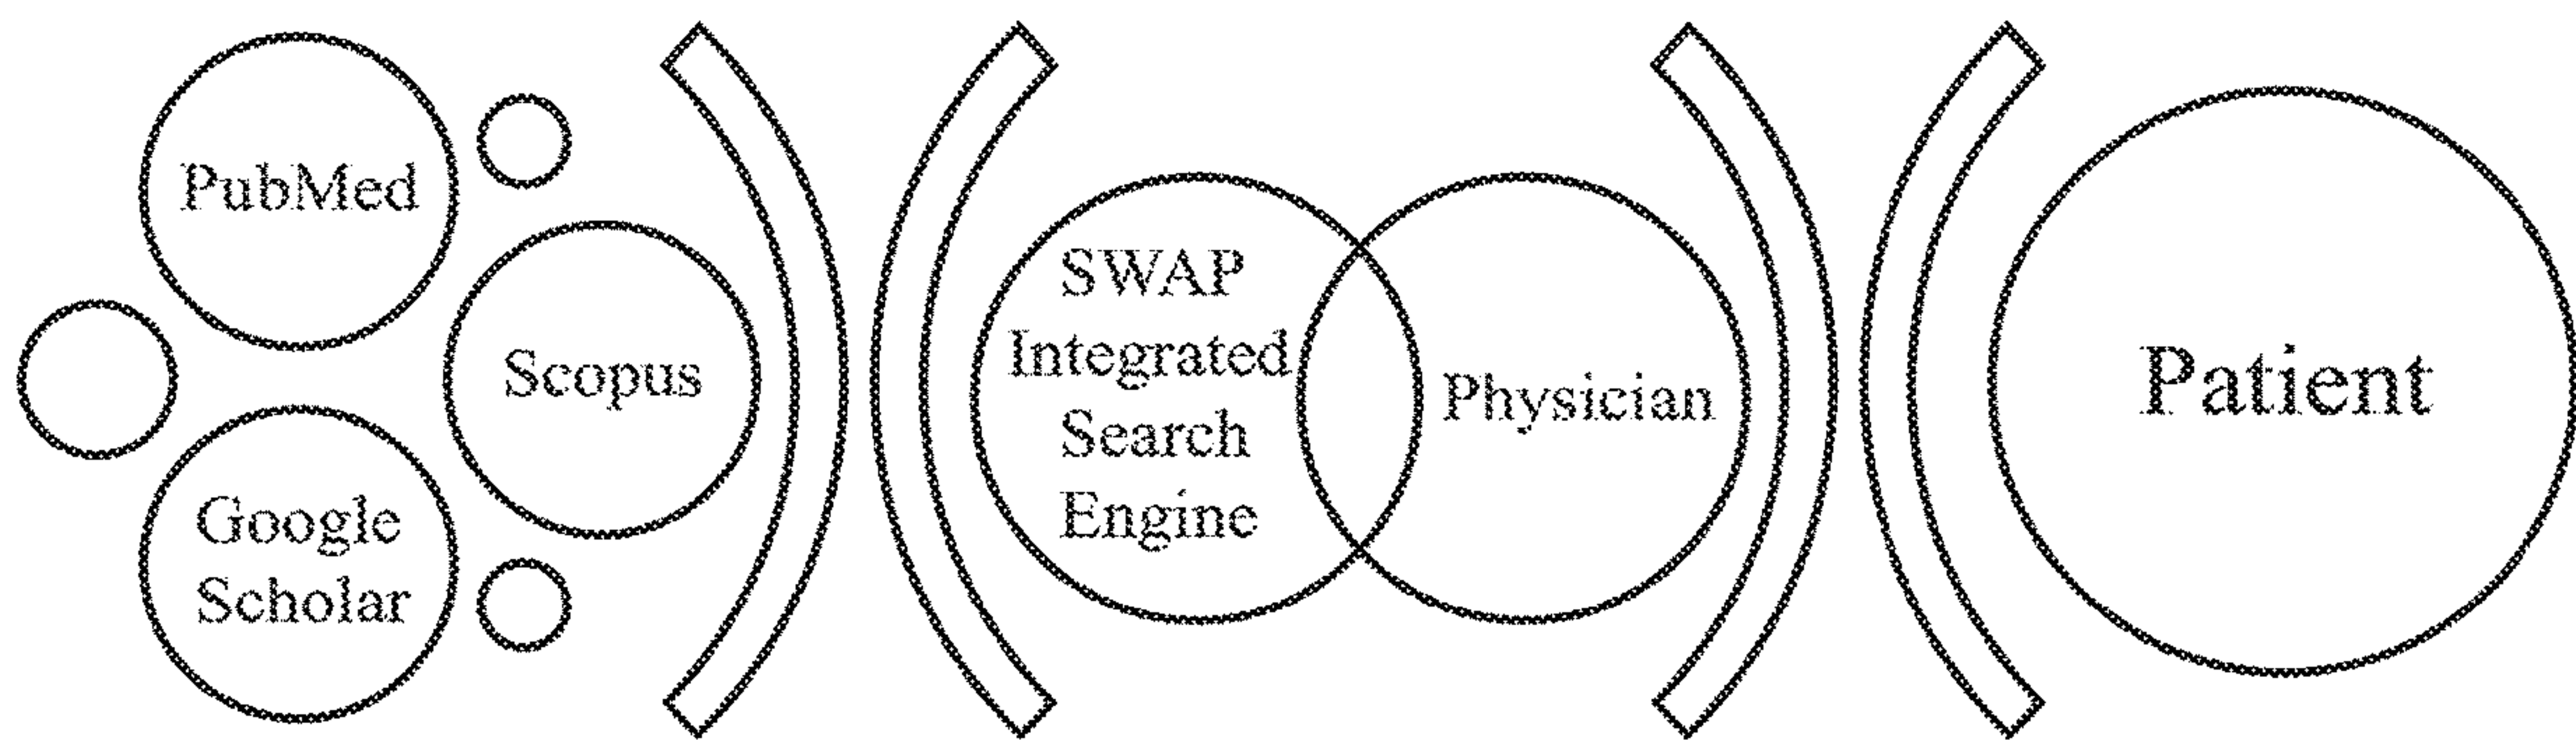 PubMed
Scopus
Google
Scholar
SWAP
Integrated
Search
Engine
Physician
Patient